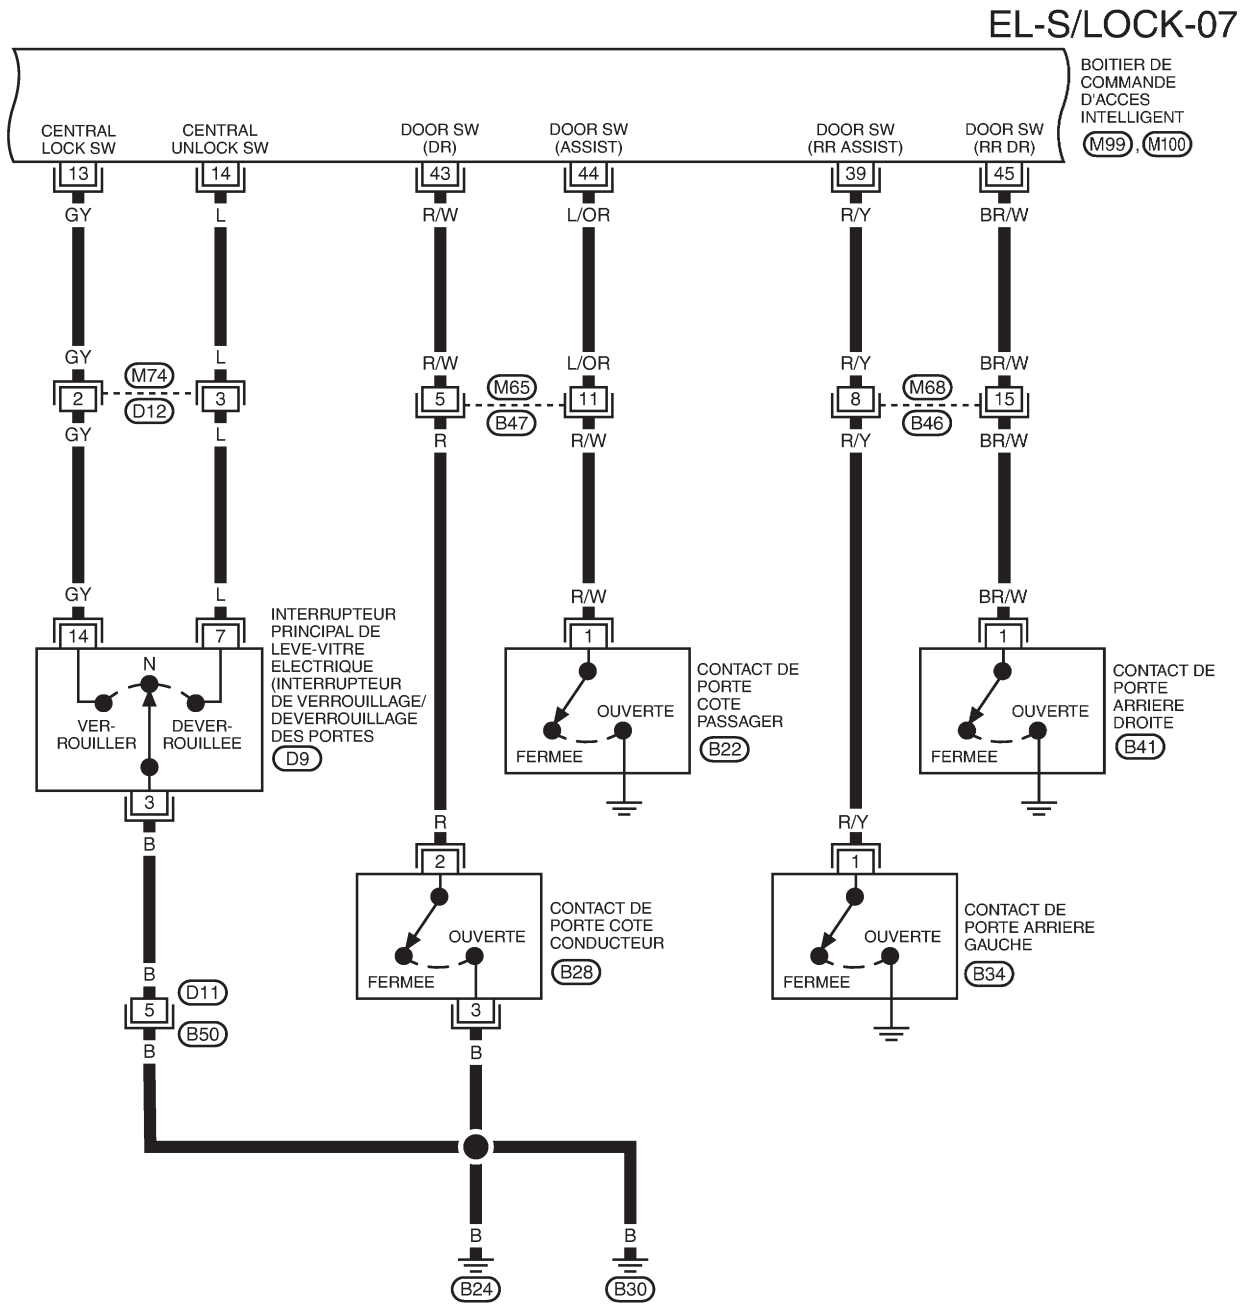 EL-S/LOCK-07
BOITIER DE
COMMANDE
D'ACCES
INTELLIGENT
M99 , M100
CENTRAL
LOCK SW
CENTRAL
UNLOCK SW
DOOR SW
(DR)
DOOR SW
(ASSIST)
DOOR SW
(RR ASSIST)
DOOR SW
(RR DR)
13 14 43 44 39 45
GY L R/W L/OR R/Y BR/W
GY L R/W L/OR R/Y BR/W
M74 M65 M68
2 3 5 11 8 15
D12 B47 B46
GY L R R/W R/Y BR/W
GY L R/W BR/W
14 7 1 1
INTERRUPTEUR
PRINCIPAL DE
LEVE-VITRE
ELECTRIQUE
(INTERRUPTEUR
DE VERROUILLAGE/
DEVERROUILLAGE
DES PORTES
D9
N
VER-
ROUILLER
DEVER-
ROUILLEE
3
B
OUVERTE
FERMEE
CONTACT DE
PORTE
COTE
PASSAGER
B22
OUVERTE
FERMEE
CONTACT DE
PORTE
ARRIERE
DROITE
B41
R R/Y
2 1
OUVERTE
FERMEE
CONTACT DE
PORTE COTE
CONDUCTEUR
B28
OUVERTE
FERMEE
CONTACT DE
PORTE ARRIERE
GAUCHE
B34
B
D11
5 3
B50
B B
B B
B24 B30